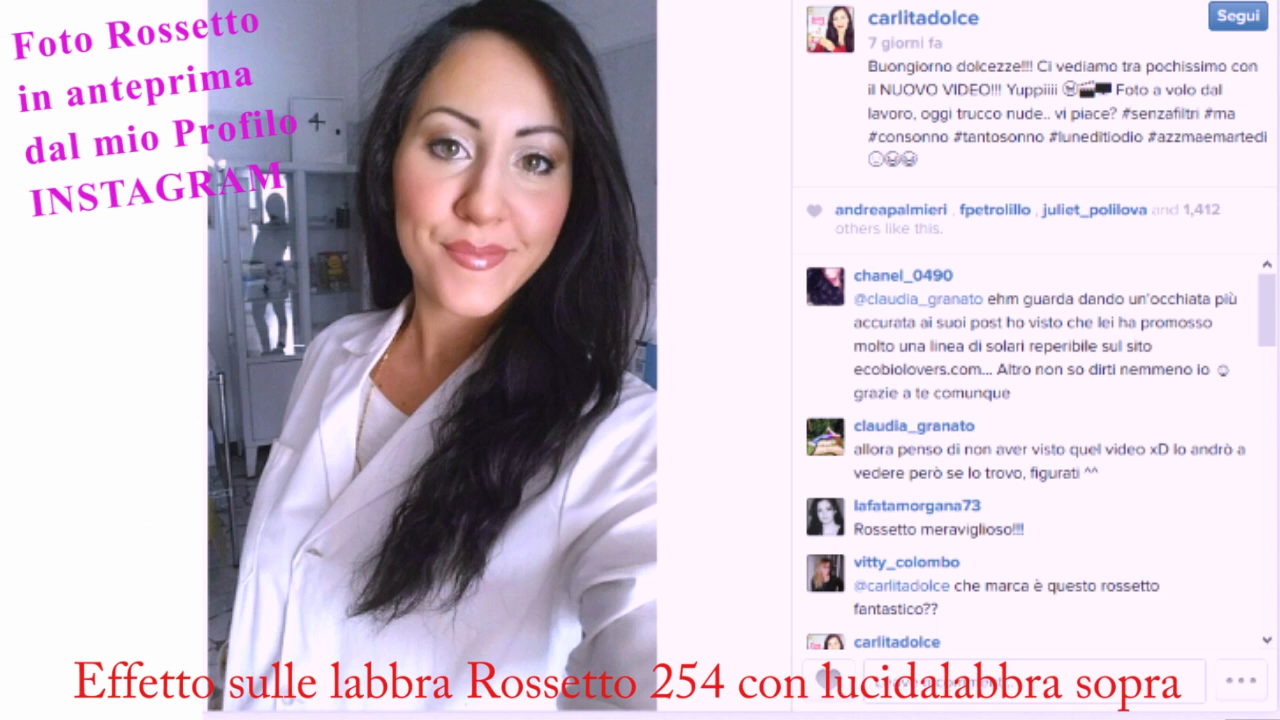 Foto Rossetto
in anteprima
dal mio Profilo
INSTAGRAM
carlitadolce
Segui
7 giorni fa
Buongiorno dolcezze!!! Ci vediamo tra pochissimo con
il NUOVO VIDEO!!! Yuppiiii Foto a volo dal
lavoro, oggi trucco nude.. vi piace? #senzafiltri #ma
#consonno #tantosonno #luneditiodio #azzmaemartedi
andreapalmieri , fpetrolillo , juliet_polilova and 1,412
others like this.
chanel_0490
@claudia_granato ehm guarda dando un'occhiata più
accurata ai suoi post ho visto che lei ha promosso
molto una linea di solari reperibile sul sito
ecobiolovers.com... Altro non so dirti nemmeno io ☺
grazie a te comunque
claudia_granato
allora penso di non aver visto quel video xD lo andrò a
vedere però se lo trovo, figurati ^^
lafatamorgana73
Rossetto meraviglioso!!!
vitty_colombo
@carlitadolce che marca è questo rossetto
fantastico??
carlitadolce
Effetto sulle labbra Rossetto 254 con lucidalabbra sopra